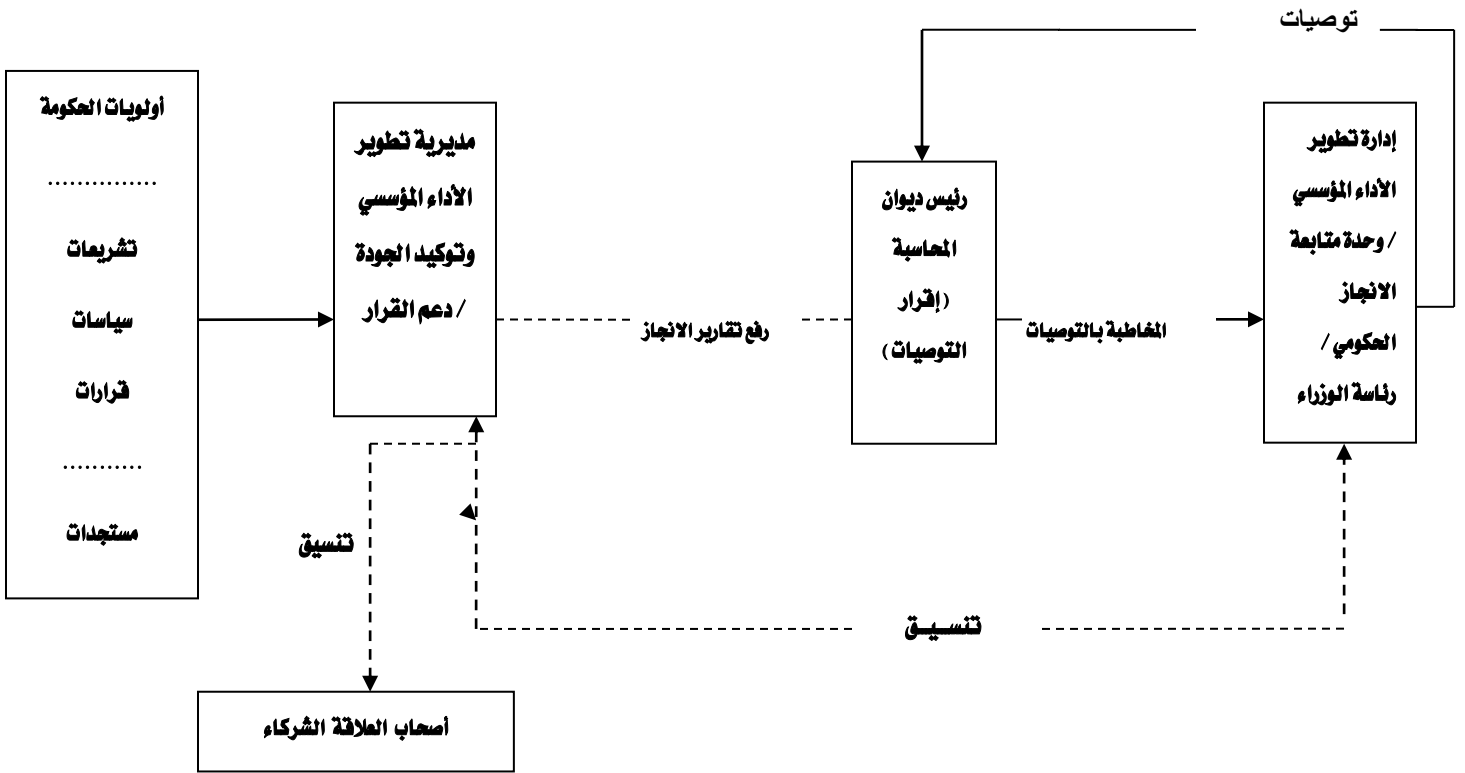 توصيات
أولويات الحكومة
...............
تشريعات
سياسات
قرارات
...........
مستجدات
مديرية تطوير
الأداء المؤسسي
وتوكيد الجودة
/ دعم القرار
رفع تقارير الانجاز
رئيس ديوان
المحاسبة
(إقرار
التوصيات)
المخاطبة بالتوصيات
إدارة تطوير
الأداء المؤسسي
/ وحدة متابعة
الانجاز
الحكومي /
رئاسة الوزراء
تنسيق
تنســيــق
أصحاب العلاقة الشركاء